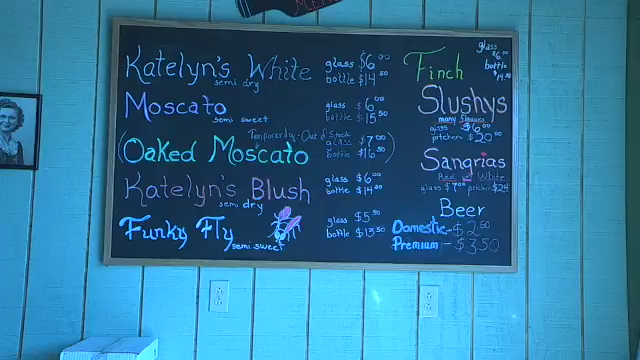 Katelyn's White
semi dry
glass $6.00
bottle $14.50
Moscato
semi sweet
glass $6.00
bottle $15.50
Temporarily - Out of Stock
Oaked Moscato
glass $7.00
bottle $16.50
Katelyn's Blush
semi dry
glass $6.00
bottle $14.50
Funky Fly
semi sweet
glass $5.50
bottle $13.50
Finch
glass
$6.00
bottle
$14.50
Slushys
many flavors
glass $6.00
pitcher $20.00
Sangrias
Red or White
glass $7.00 pitcher $24
Beer
Domestic - $2.50
Premium - $3.50